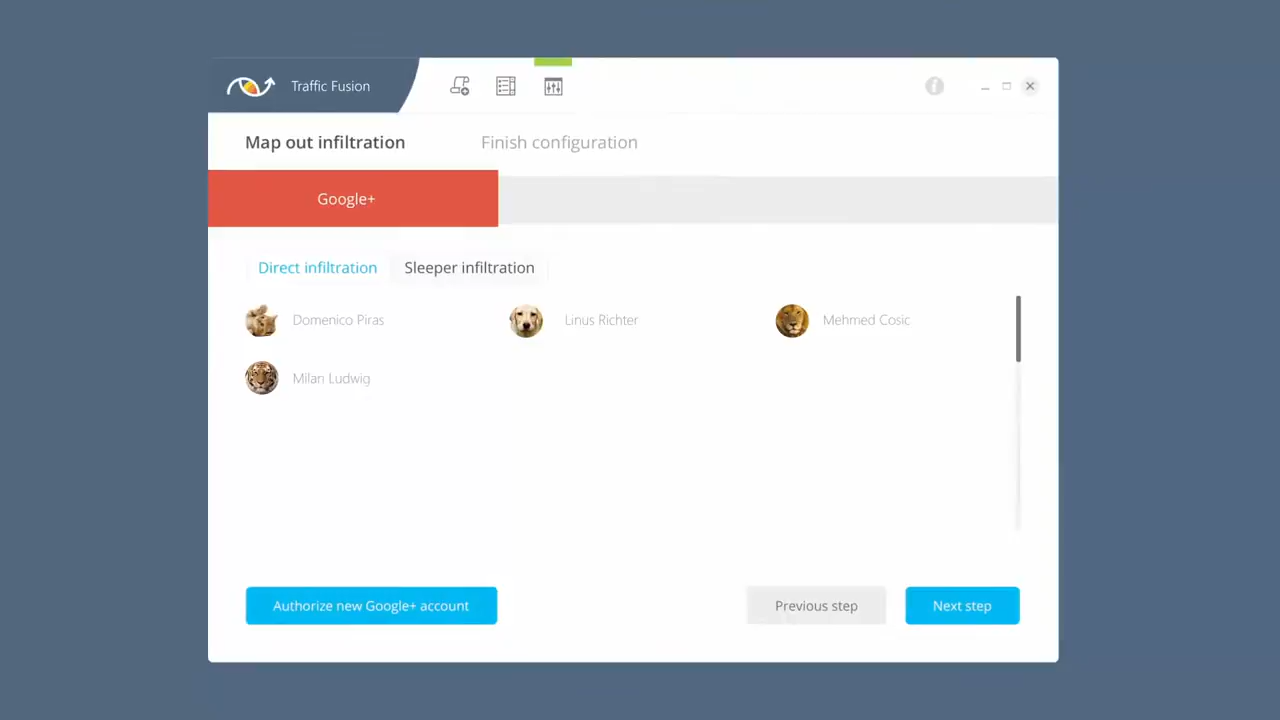 Traffic Fusion
Map out infiltration
Finish configuration
Google+
Direct infiltration
Sleeper infiltration
Domenico Piras
Linus Richter
Mehmed Cosic
Milan Ludwig
Authorize new Google+ account
Previous step
Next step